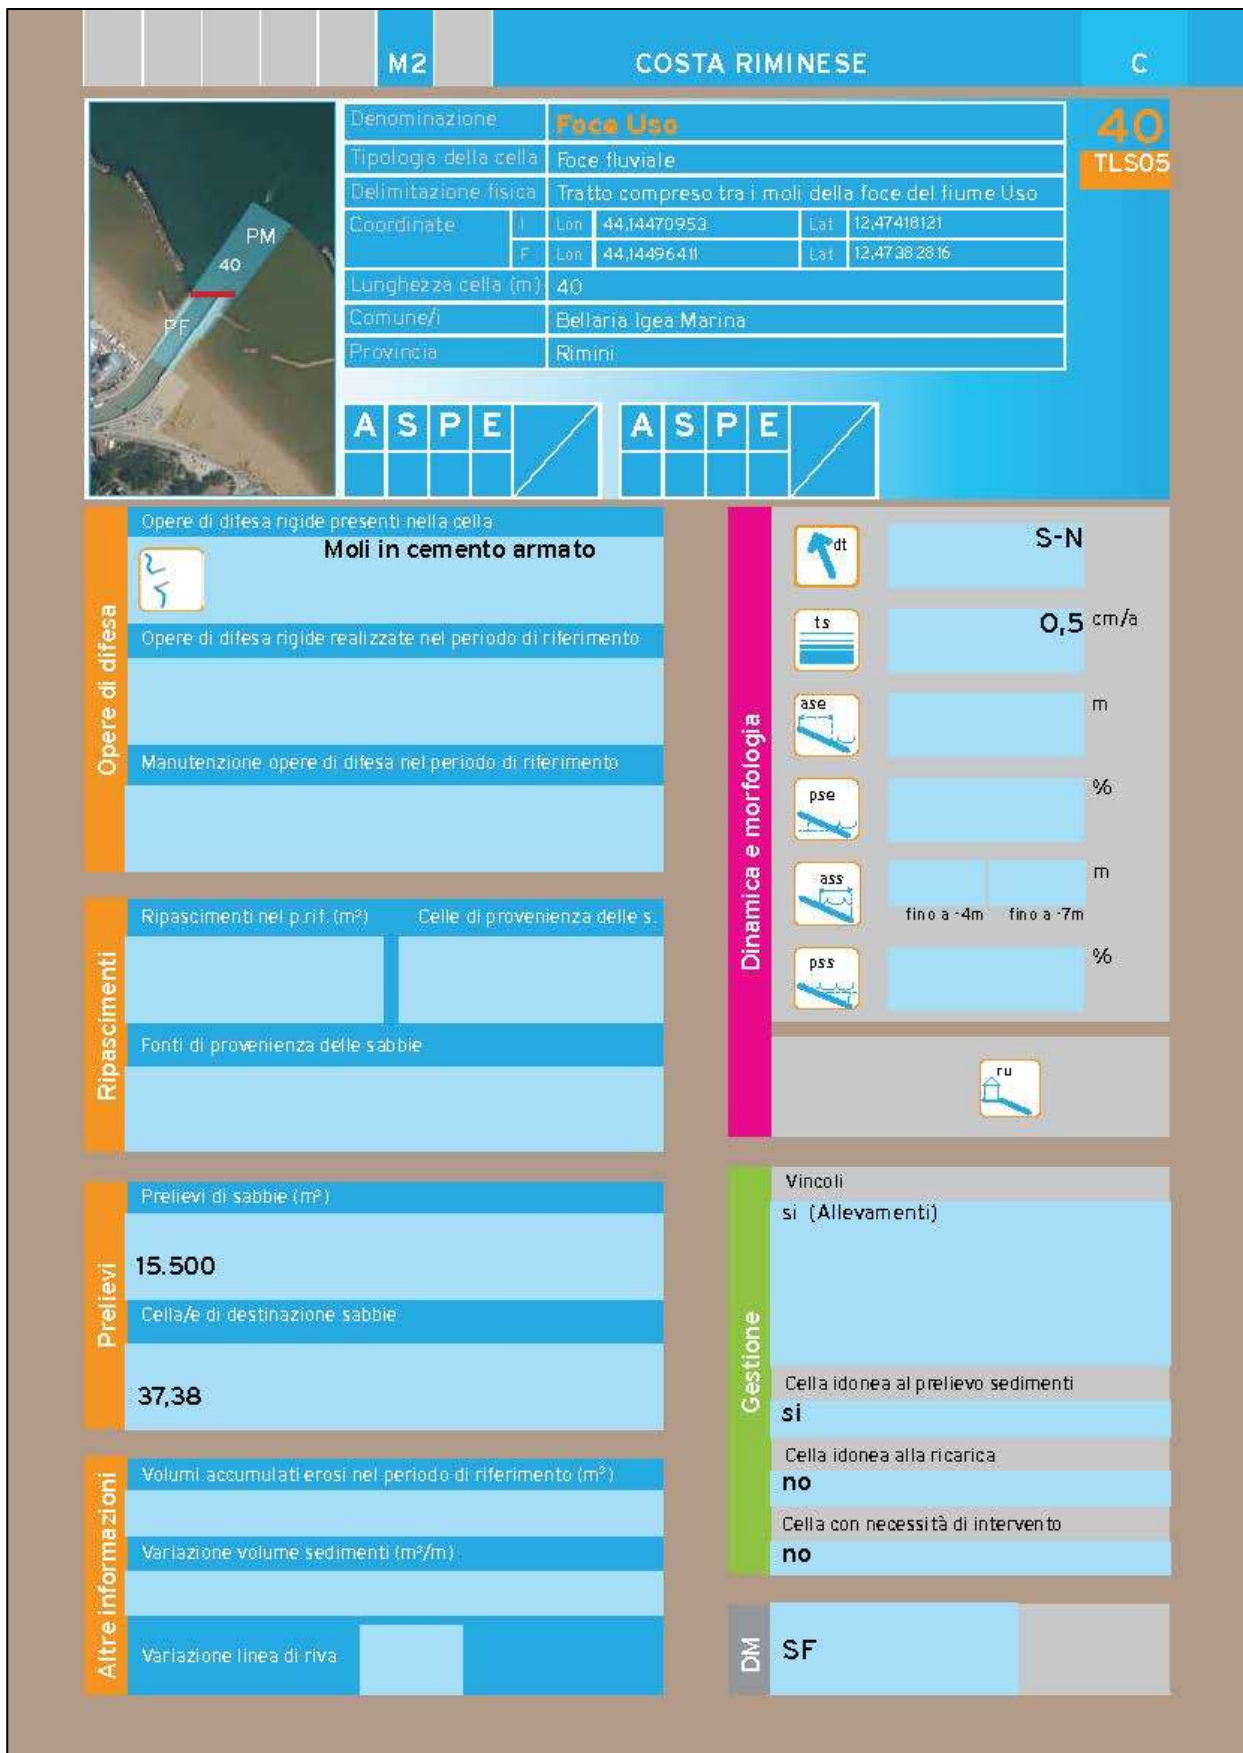 M2 COSTA RIMINESE C
Denominazione Foce Uso 40
TLS05
Tipologia della cella Foce fluviale
Delimitazione fisica Tratto compreso tra i moli della foce del fiume Uso
Coordinate I Lon 44,14470953 Lat 12,47418121
F Lon 44,14496411 Lat 12,47382816
Lunghezza cella (m) 40
Comune/i Bellaria Igea Marina
Provincia Rimini
PM
40
PF
A S P E A S P E
Opere di difesa
Opere di difesa rigide presenti nella cella
Moli in cemento armato
Opere di difesa rigide realizzate nel periodo di riferimento
Manutenzione opere di difesa nel periodo di riferimento
Ripascimenti
Ripascimenti nel p.rif. (m³) Celle di provenienza delle s.
Fonti di provenienza delle sabbie
Prelievi
Prelievi di sabbie (m³)
15.500
Cella/e di destinazione sabbie
37,38
Altre informazioni
Volumi accumulati erosi nel periodo di riferimento (m³)
Variazione volume sedimenti (m³/m)
Variazione linea di riva
Dinamica e morfologia
dt S-N
ts 0,5 cm/a
ase m
pse %
ass m
fino a -4m fino a -7m
pss %
ru
Gestione
Vincoli
si (Allevamenti)
Cella idonea al prelievo sedimenti
si
Cella idonea alla ricarica
no
Cella con necessità di intervento
no
DM SF